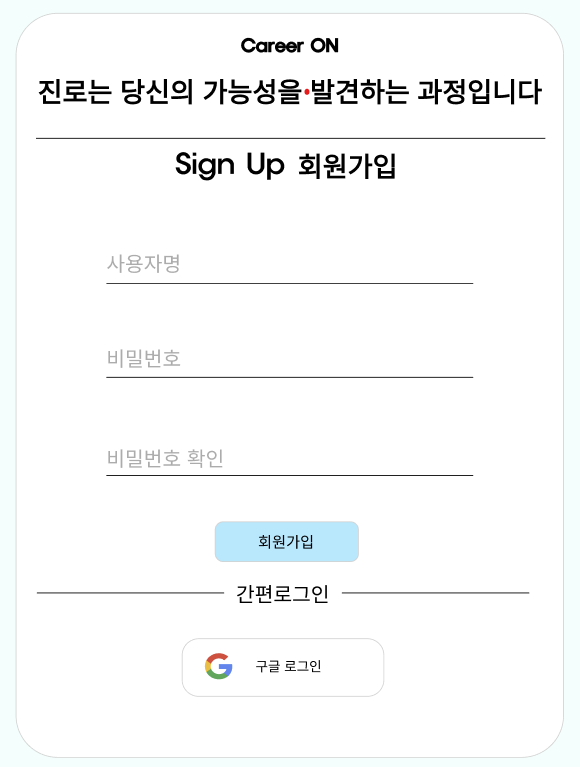 Career ON
진로는 당신의 가능성을·발견하는 과정입니다
Sign Up 회원가입
사용자명
비밀번호
비밀번호 확인
회원가입
간편로그인
구글 로그인